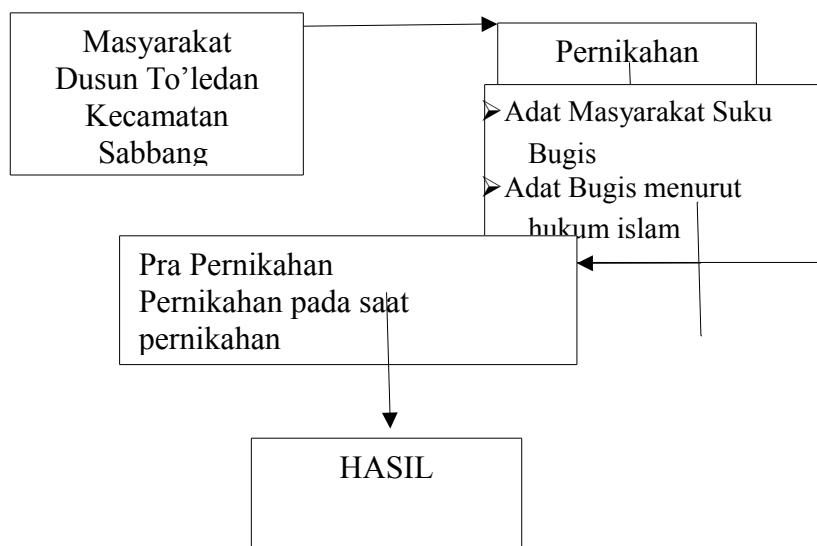 Masyarakat
Dusun To’ledan
Kecamatan
Sabbang
Pernikahan
➢ Adat Masyarakat Suku
Bugis
➢ Adat Bugis menurut
hukum islam
Pra Pernikahan
Pernikahan pada saat
pernikahan
HASIL